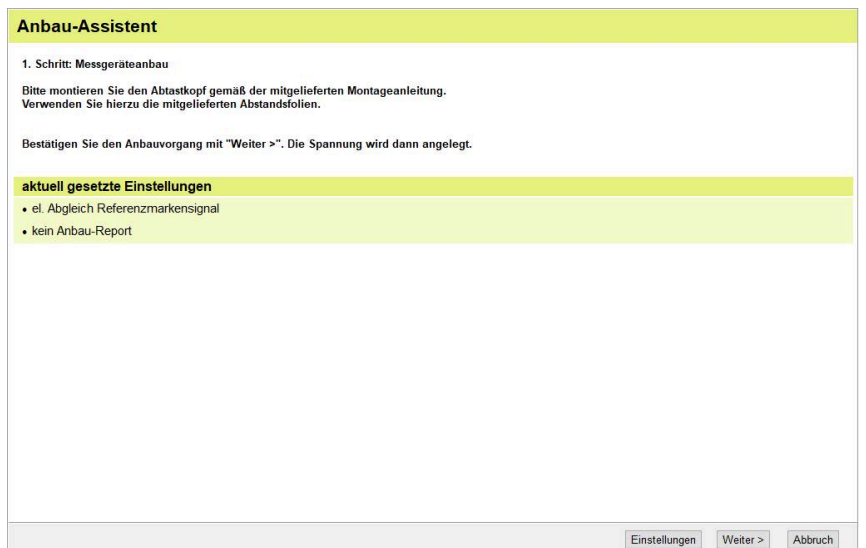 Anbau-Assistent
1. Schritt: Messgeräteanbau
Bitte montieren Sie den Abtastkopf gemäß der mitgelieferten Montageanleitung.
Verwenden Sie hierzu die mitgelieferten Abstandsfolien.
Bestätigen Sie den Anbauvorgang mit "Weiter >". Die Spannung wird dann angelegt.
aktuell gesetzte Einstellungen
• el. Abgleich Referenzmarkensignal
• kein Anbau-Report
Einstellungen Weiter > Abbruch